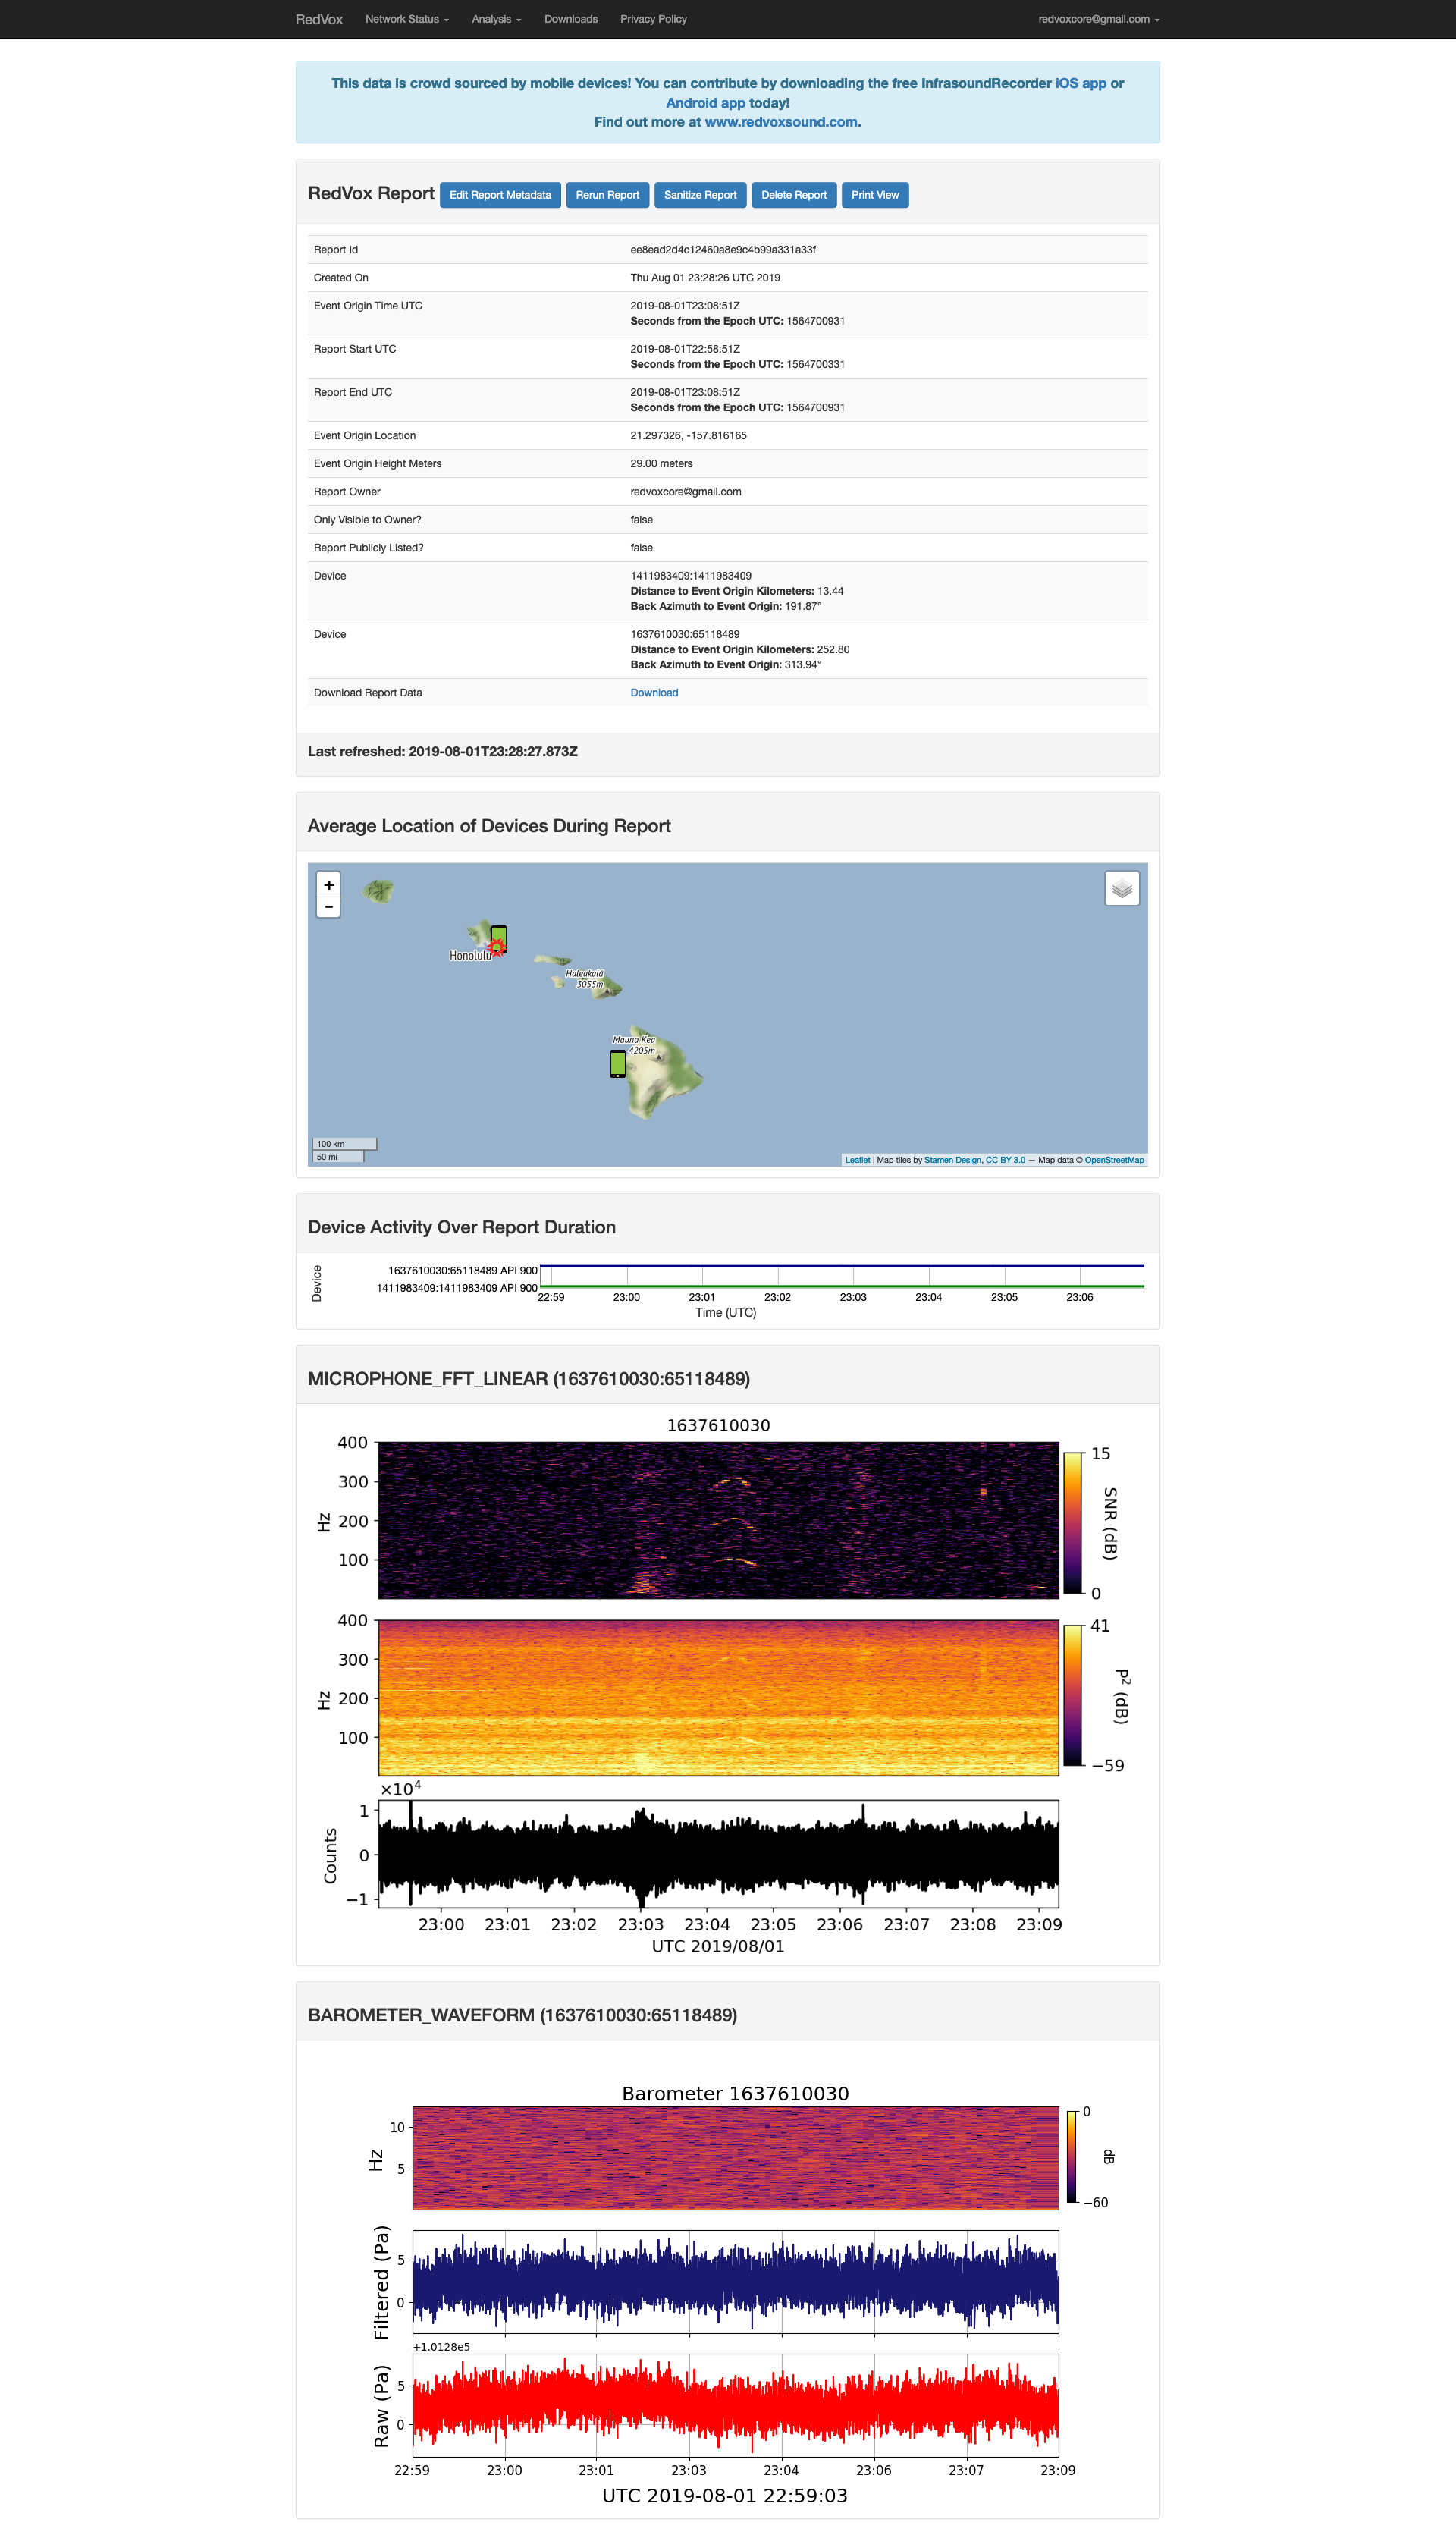 RedVox Network Status Analysis Downloads Privacy Policy redvoxcore@gmail.com
This data is crowd sourced by mobile devices! You can contribute by downloading the free InfrasoundRecorder iOS app or
Android app today!
Find out more at www.redvoxsound.com.
RedVox Report Edit Report Metadata Rerun Report Sanitize Report Delete Report Print View
Report Id ee8ead2d4c12460a8e9c4b99a331a33f
Created On Thu Aug 01 23:28:26 UTC 2019
Event Origin Time UTC 2019-08-01T23:08:51Z
Seconds from the Epoch UTC: 1564700931
Report Start UTC 2019-08-01T22:58:51Z
Seconds from the Epoch UTC: 1564700331
Report End UTC 2019-08-01T23:08:51Z
Seconds from the Epoch UTC: 1564700931
Event Origin Location 21.297326, -157.816165
Event Origin Height Meters 29.00 meters
Report Owner redvoxcore@gmail.com
Only Visible to Owner? false
Report Publicly Listed? false
Device 1411983409:1411983409
Distance to Event Origin Kilometers: 13.44
Back Azimuth to Event Origin: 191.87°
Device 1637610030:65118489
Distance to Event Origin Kilometers: 252.80
Back Azimuth to Event Origin: 313.94°
Download Report Data Download
Last refreshed: 2019-08-01T23:28:27.873Z
Average Location of Devices During Report
+
−
Honolulu
Haleakalā
3055m
Mauna Kea
4205m
100 km
50 mi
Leaflet | Map tiles by Stamen Design, CC BY 3.0 — Map data © OpenStreetMap
Device Activity Over Report Duration
Device
1637610030:65118489 API 900
1411983409:1411983409 API 900
22:59 23:00 23:01 23:02 23:03 23:04 23:05 23:06
Time (UTC)
MICROPHONE_FFT_LINEAR (1637610030:65118489)
1637610030
400
300
200
100
Hz
15
0
SNR (dB)
400
300
200
100
Hz
41
−59
P² (dB)
×10⁴
1
0
−1
Counts
23:00 23:01 23:02 23:03 23:04 23:05 23:06 23:07 23:08 23:09
UTC 2019/08/01
BAROMETER_WAVEFORM (1637610030:65118489)
Barometer 1637610030
10
5
Hz
0
−60
dB
5
0
Filtered (Pa)
+1.0128e5
5
0
Raw (Pa)
22:59 23:00 23:01 23:03 23:04 23:06 23:07 23:09
UTC 2019-08-01 22:59:03